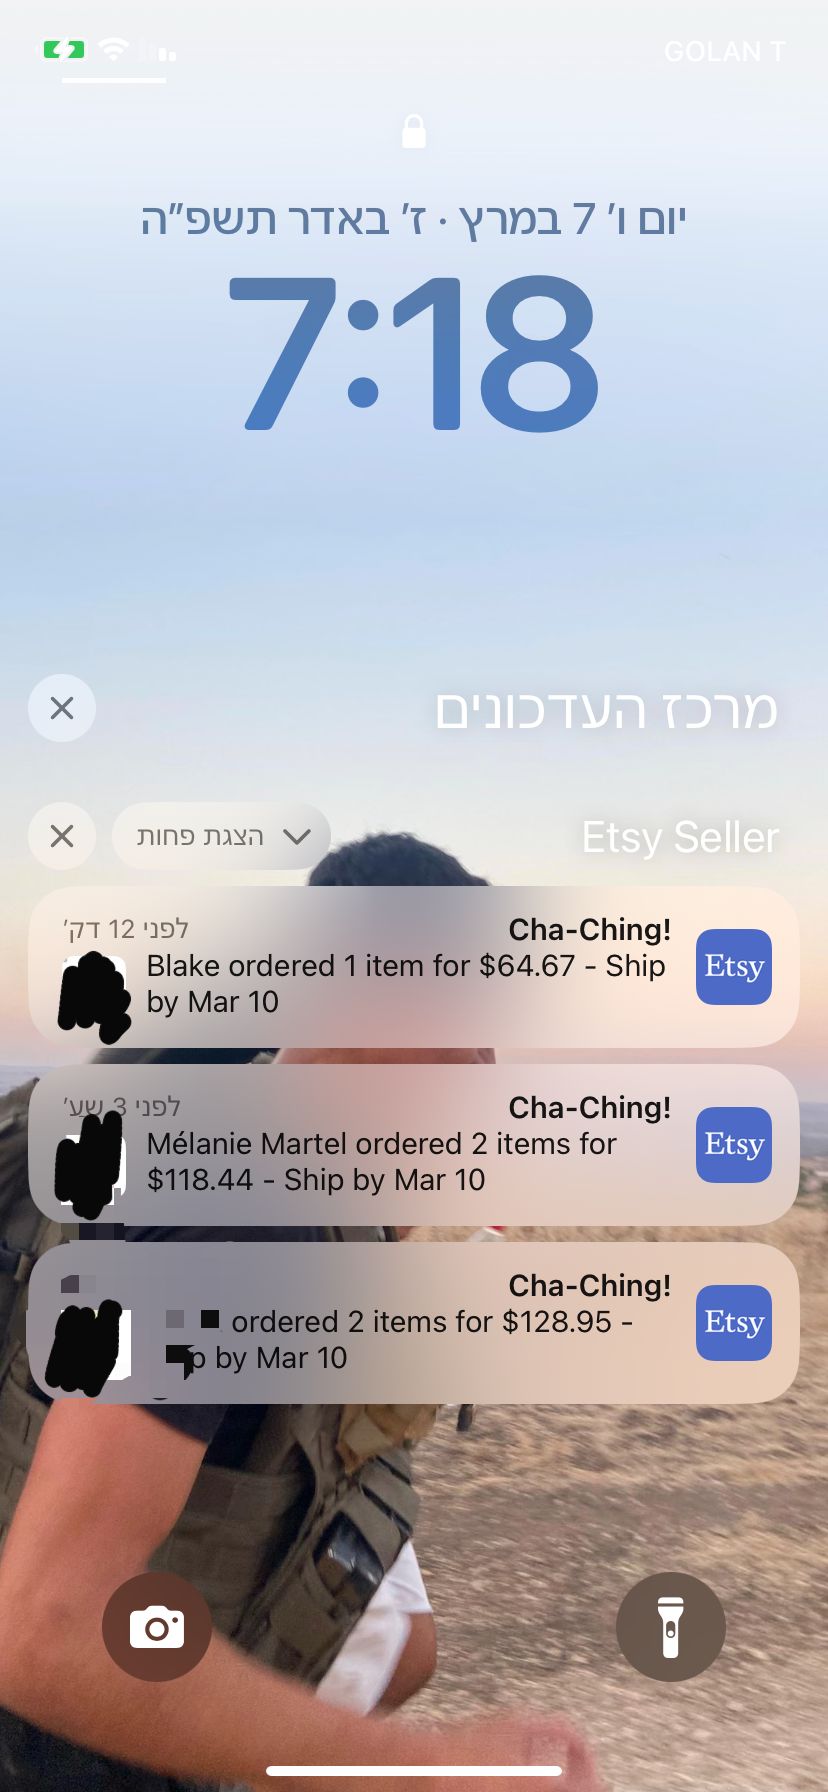 GOLAN T
יום ו׳ 7 במרץ · ז׳ באדר תשפ״ה
7:18
מרכז העדכונים
Etsy Seller
הצגת פחות
Cha-Ching!
לפני 12 דק׳
Blake ordered 1 item for $64.67 - Ship
by Mar 10
Etsy
Cha-Ching!
לפני 3 שע׳
Mélanie Martel ordered 2 items for
$118.44 - Ship by Mar 10
Etsy
Cha-Ching!
ordered 2 items for $128.95 -
by Mar 10
Etsy